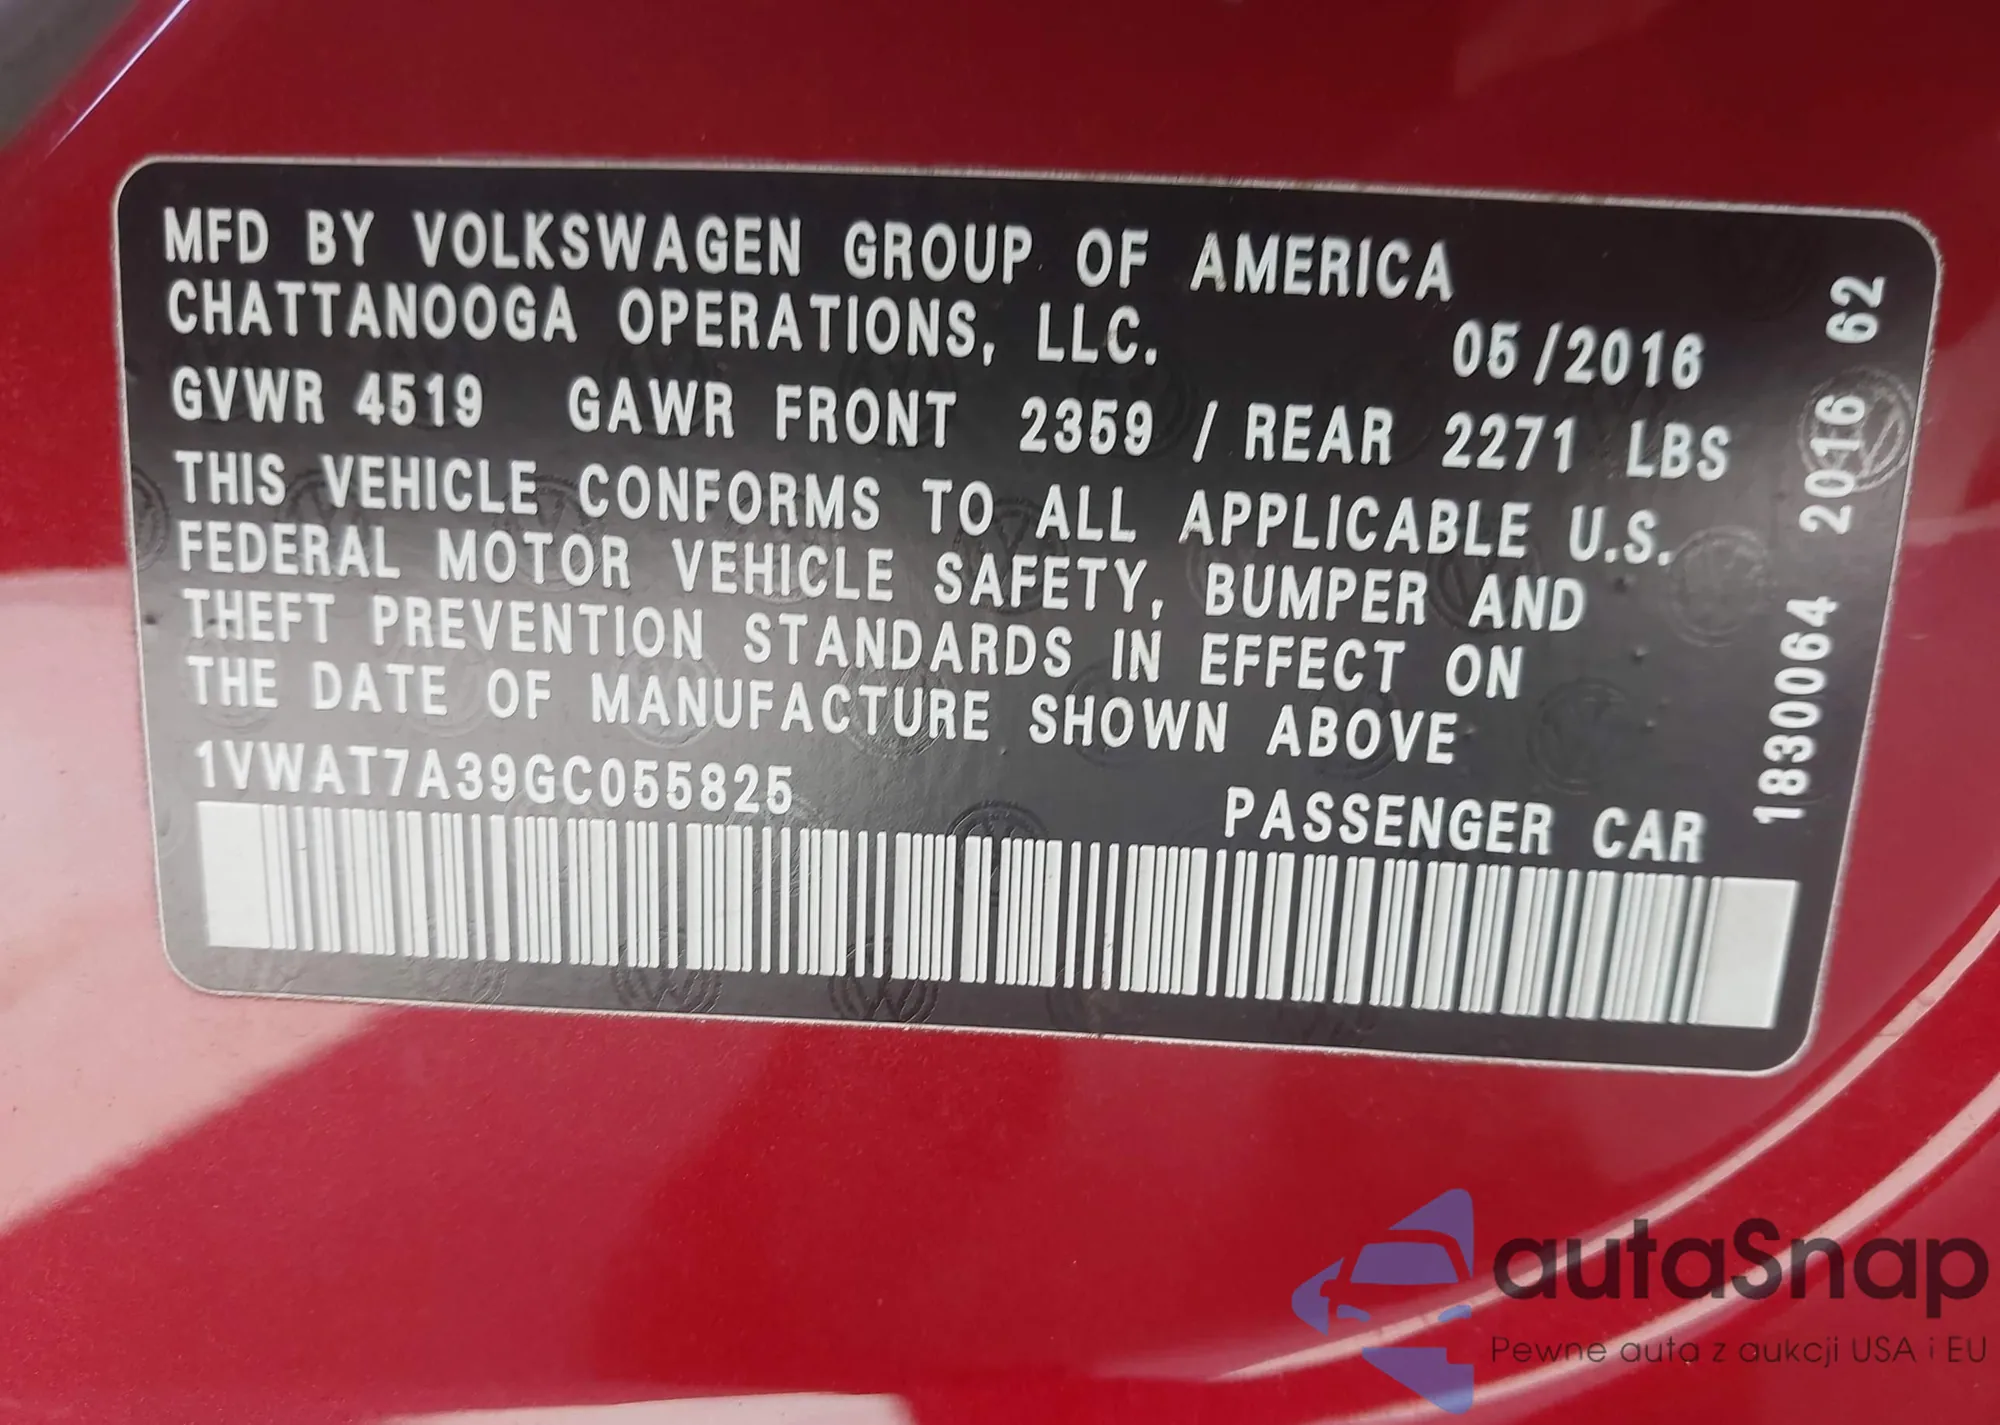 MFD BY VOLKSWAGEN GROUP OF AMERICA
CHATTANOOGA OPERATIONS, LLC. 05/2016
GVWR 4519 GAWR FRONT 2359 / REAR 2271 LBS
THIS VEHICLE CONFORMS TO ALL APPLICABLE U.S.
FEDERAL MOTOR VEHICLE SAFETY, BUMPER AND
THEFT PREVENTION STANDARDS IN EFFECT ON
THE DATE OF MANUFACTURE SHOWN ABOVE
1VWAT7A39GC055825
PASSENGER CAR
1830064 2016 62
autaSnap
Pewne auta z aukcji USA i EU